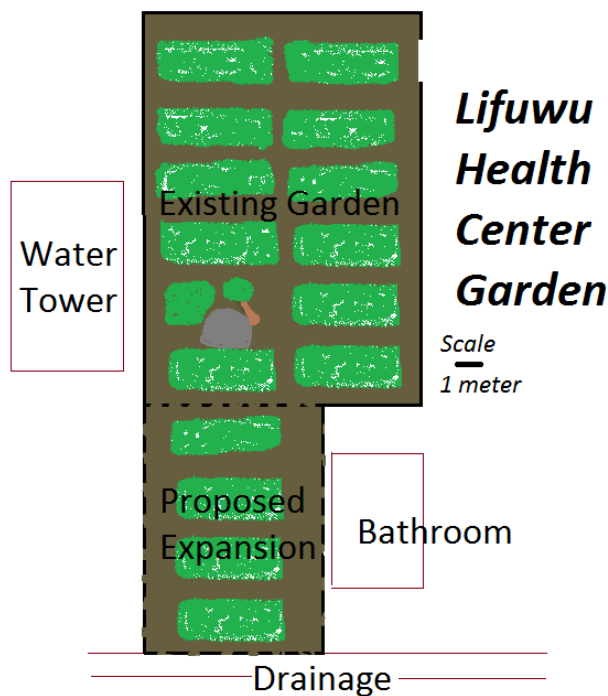 Lifuwu
Health
Center
Garden
Existing Garden
Water
Tower
Scale
1 meter
Proposed
Expansion
Bathroom
Drainage